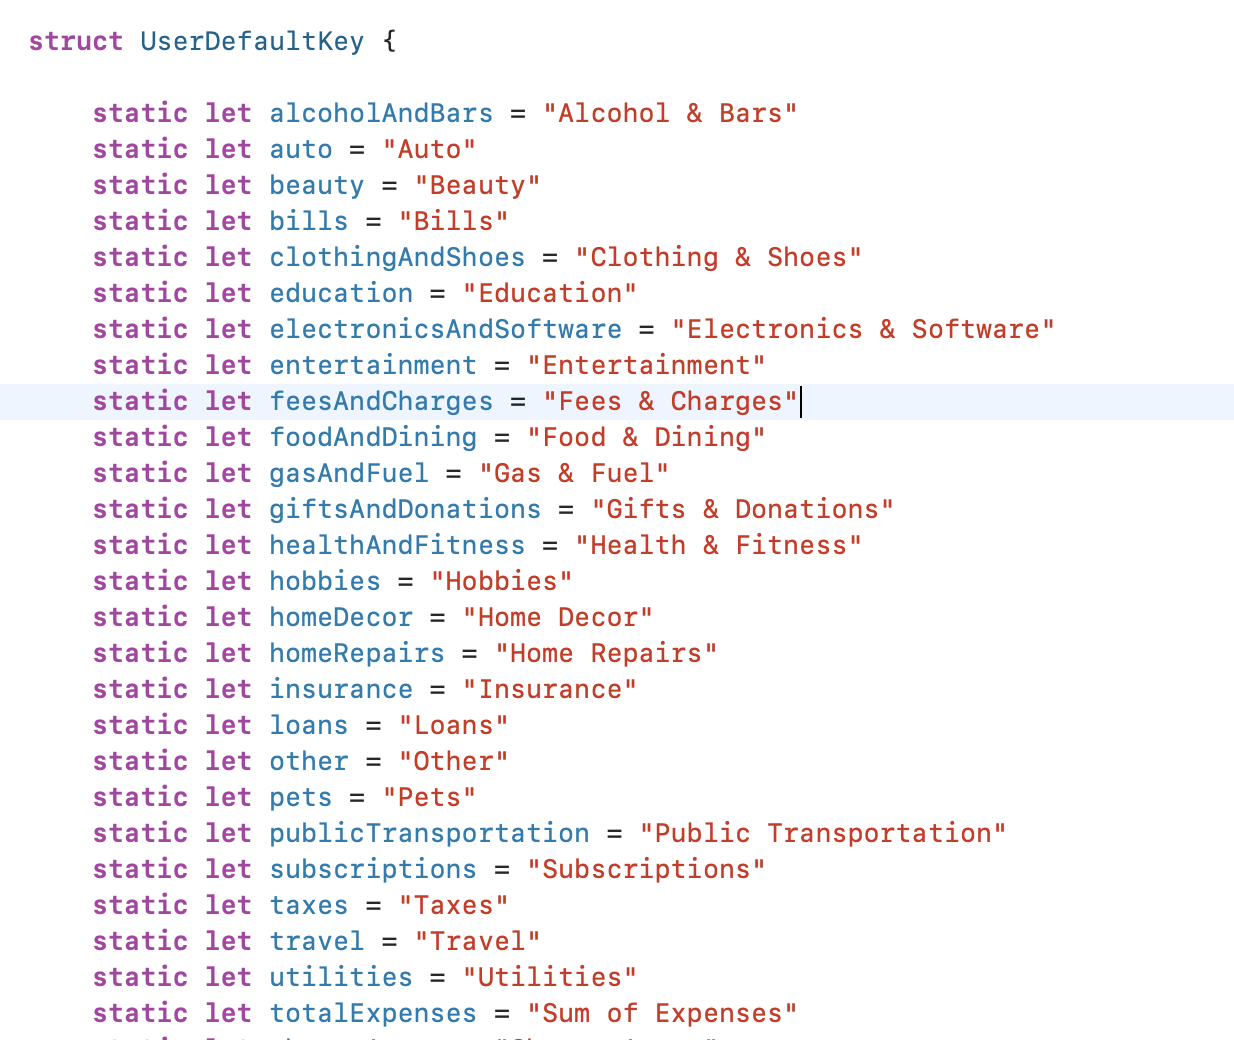 struct UserDefaultKey {
static let alcoholAndBars = "Alcohol & Bars"
static let auto = "Auto"
static let beauty = "Beauty"
static let bills = "Bills"
static let clothingAndShoes = "Clothing & Shoes"
static let education = "Education"
static let electronicsAndSoftware = "Electronics & Software"
static let entertainment = "Entertainment"
static let feesAndCharges = "Fees & Charges"
static let foodAndDining = "Food & Dining"
static let gasAndFuel = "Gas & Fuel"
static let giftsAndDonations = "Gifts & Donations"
static let healthAndFitness = "Health & Fitness"
static let hobbies = "Hobbies"
static let homeDecor = "Home Decor"
static let homeRepairs = "Home Repairs"
static let insurance = "Insurance"
static let loans = "Loans"
static let other = "Other"
static let pets = "Pets"
static let publicTransportation = "Public Transportation"
static let subscriptions = "Subscriptions"
static let taxes = "Taxes"
static let travel = "Travel"
static let utilities = "Utilities"
static let totalExpenses = "Sum of Expenses"